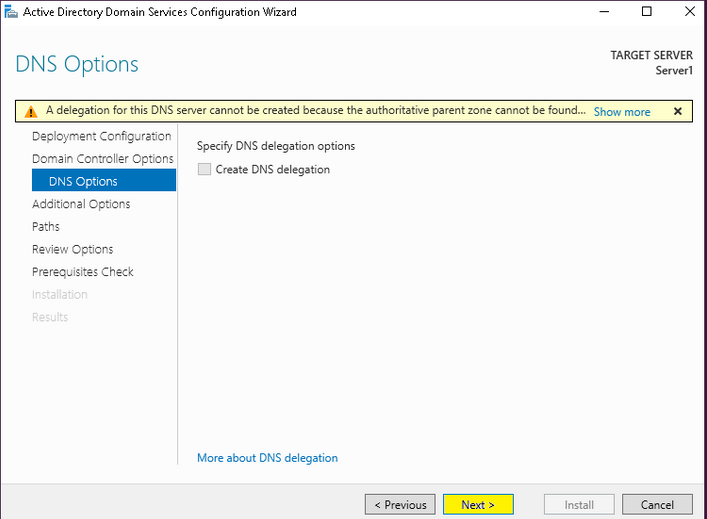 Active Directory Domain Services Configuration Wizard
DNS Options
TARGET SERVER
Server1
A delegation for this DNS server cannot be created because the authoritative parent zone cannot be found... Show more
Deployment Configuration
Domain Controller Options
DNS Options
Additional Options
Paths
Review Options
Prerequisites Check
Installation
Results
Specify DNS delegation options
Create DNS delegation
More about DNS delegation
< Previous Next > Install Cancel